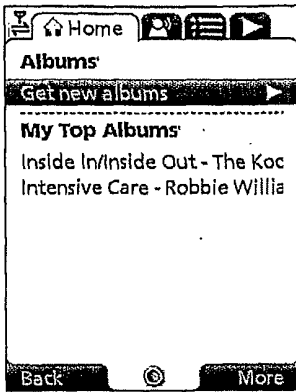 Home
Albums
Get new albums
My Top Albums
Inside In/Inside Out - The Koo
Intensive Care - Robbie Willia
Back
More